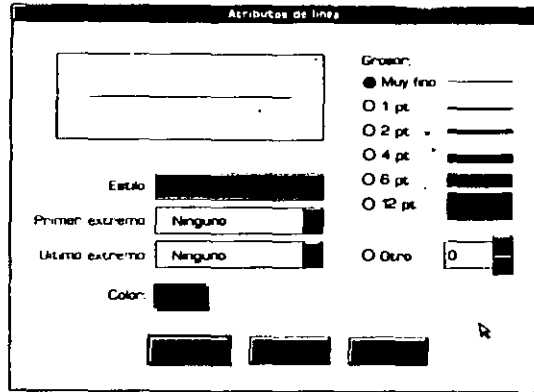 Atributos de línea
Grosor:
Muy fino
1 pt
2 pt
4 pt
6 pt
12 pt
Otro 0
Estilo
Primer extremo Ninguno
Ultimo extremo Ninguno
Color: